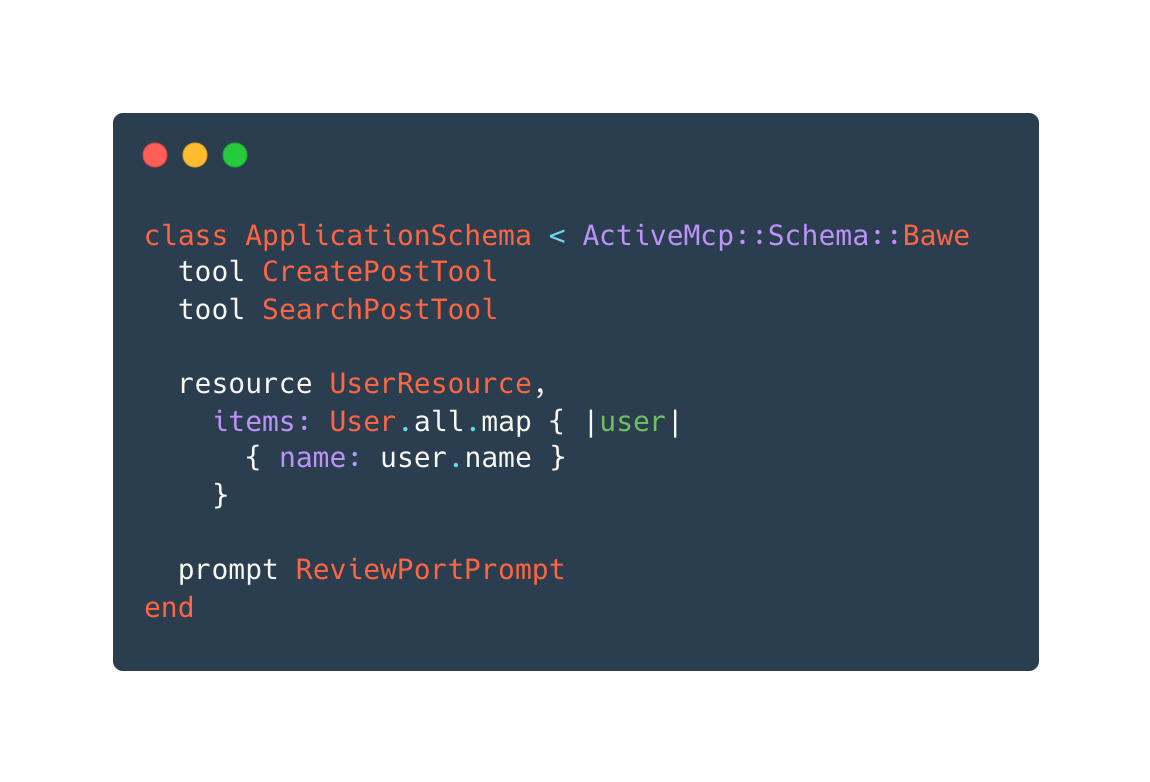 class ApplicationSchema < ActiveMcp::Schema::Bawe
  tool CreatePostTool
  tool SearchPostTool

  resource UserResource,
    items: User.all.map { |user|
      { name: user.name }
    }

  prompt ReviewPortPrompt
end